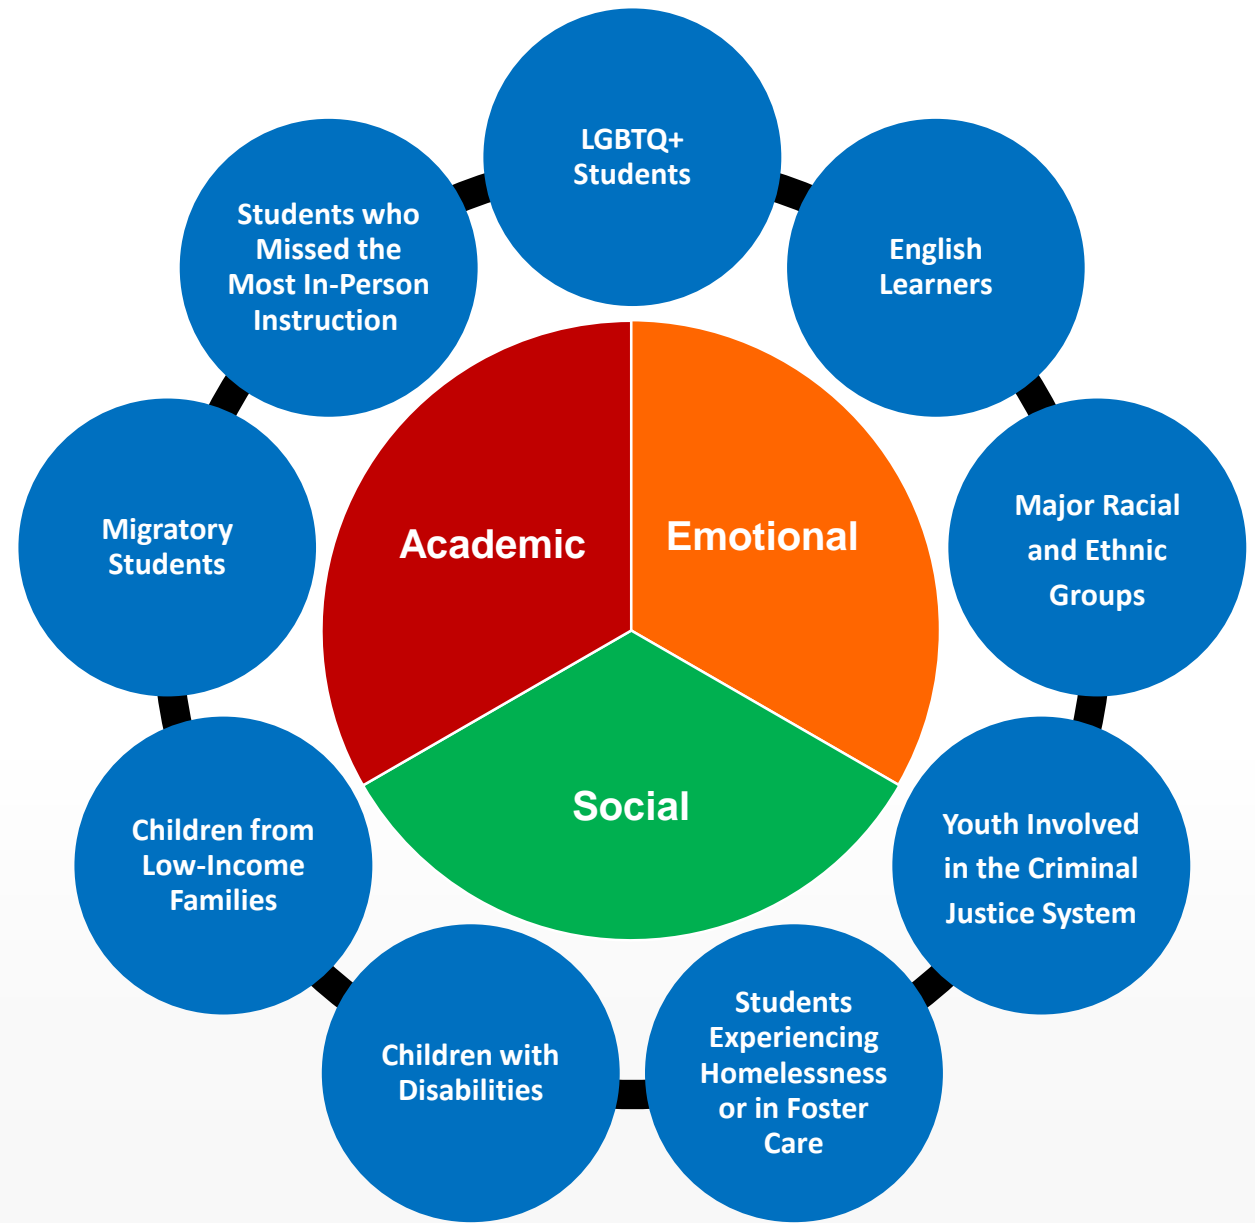 LGBTQ+
Students
English
Learners
Major Racial
and Ethnic
Groups
Youth Involved
in the Criminal
Justice System
Students
Experiencing
Homelessness
or in Foster
Care
Children with
Disabilities
Children from
Low-Income
Families
Migratory
Students
Students who
Missed the
Most In-Person
Instruction
Academic
Emotional
Social